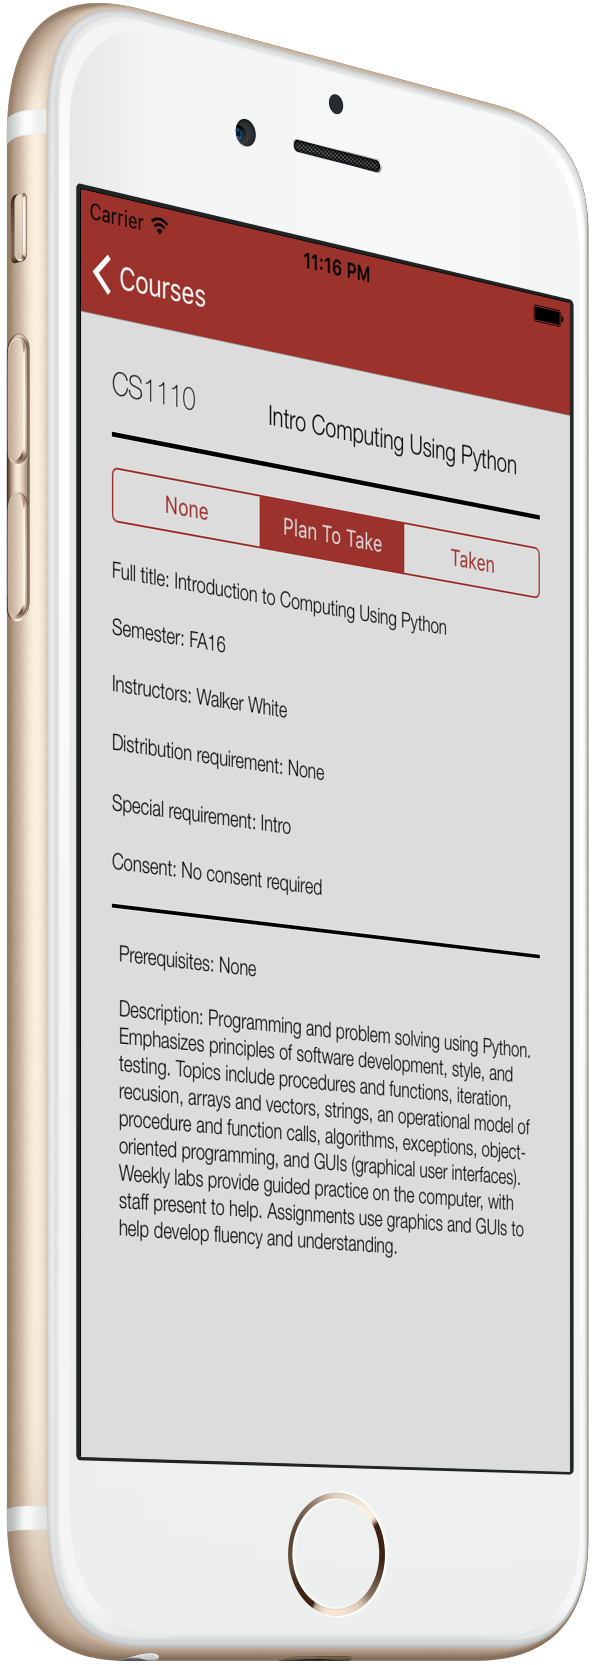 Carrier
11:16 PM
Courses
CS1110
Intro Computing Using Python
None
Plan To Take
Taken
Full title: Introduction to Computing Using Python
Semester: FA16
Instructors: Walker White
Distribution requirement: None
Special requirement: Intro
Consent: No consent required
Prerequisites: None
Description: Programming and problem solving using Python.
Emphasizes principles of software development, style, and
testing. Topics include procedures and functions, iteration,
recusion, arrays and vectors, strings, an operational model of
procedure and function calls, algorithms, exceptions, object-
oriented programming, and GUIs (graphical user interfaces).
Weekly labs provide guided practice on the computer, with
staff present to help. Assignments use graphics and GUIs to
help develop fluency and understanding.